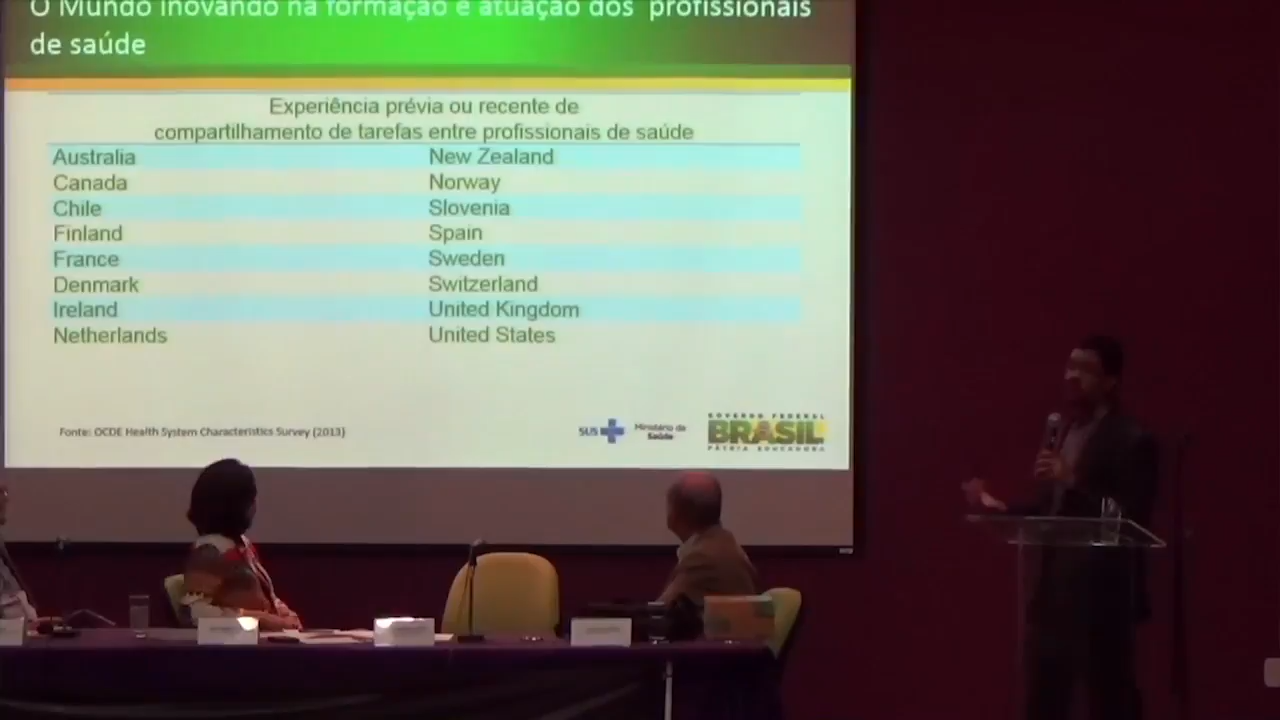 O Mundo inovando na formação e atuação dos profissionais
de saúde
Experiência prévia ou recente de
compartilhamento de tarefas entre profissionais de saúde
Australia New Zealand
Canada Norway
Chile Slovenia
Finland Spain
France Sweden
Denmark Switzerland
Ireland United Kingdom
Netherlands United States
Fonte: OCDE Health System Characteristics Survey (2013)
SUS
Ministério da
Saúde
GOVERNO FEDERAL
BRASIL
PÁTRIA EDUCADORA